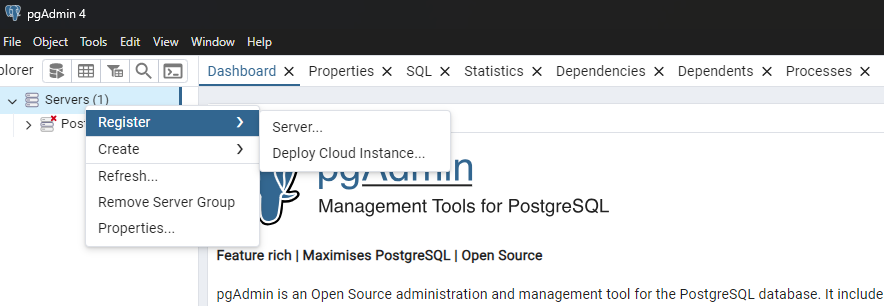 pgAdmin 4
File Object Tools Edit View Window Help
plorer Dashboard Properties SQL Statistics Dependencies Dependents Processes
Servers (1)
Pos
Register
Create
Refresh...
Remove Server Group
Properties...
Server...
Deploy Cloud Instance...
pgAdmin
Management Tools for PostgreSQL
Feature rich | Maximises PostgreSQL | Open Source
pgAdmin is an Open Source administration and management tool for the PostgreSQL database. It include